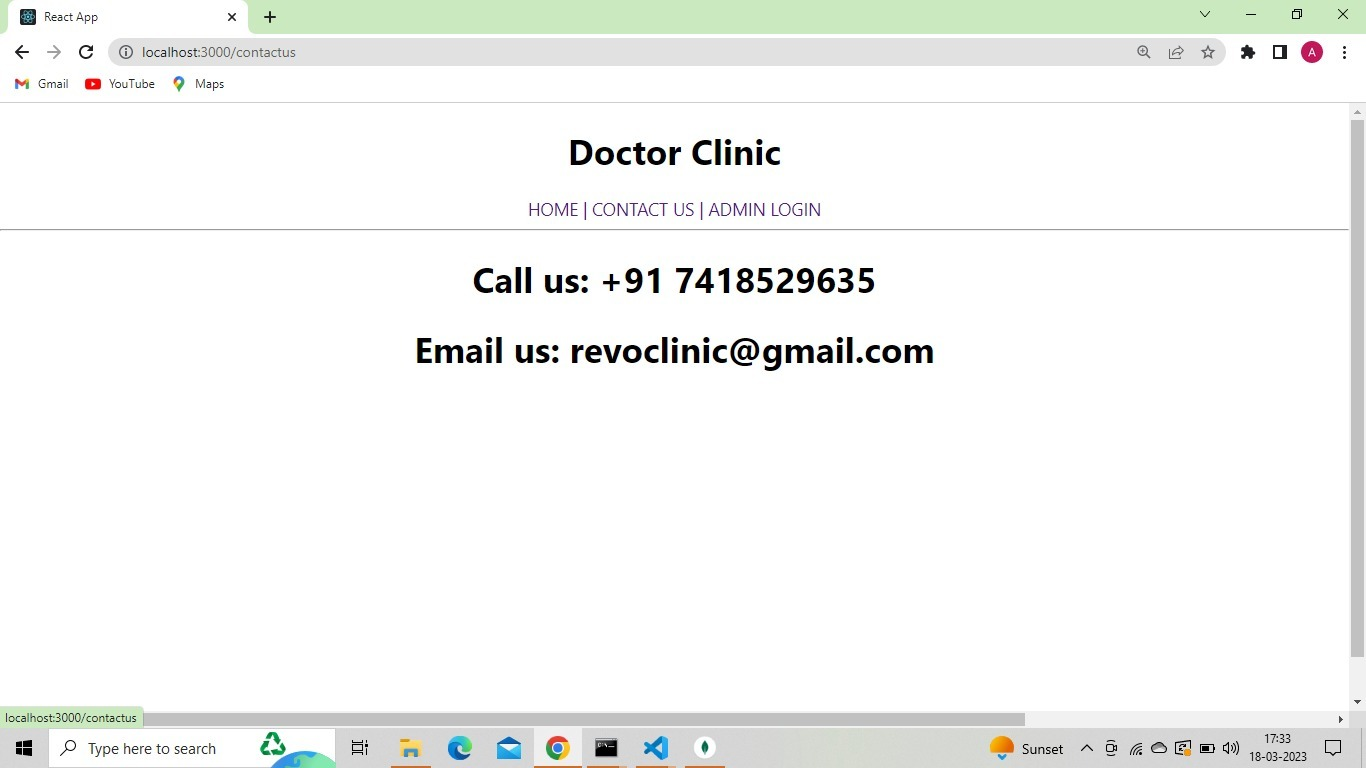 React App
localhost:3000/contactus
A
Gmail YouTube Maps
Doctor Clinic
HOME | CONTACT US | ADMIN LOGIN
Call us: +91 7418529635
Email us: revoclinic@gmail.com
localhost:3000/contactus
Type here to search
Sunset
17:33
18-03-2023